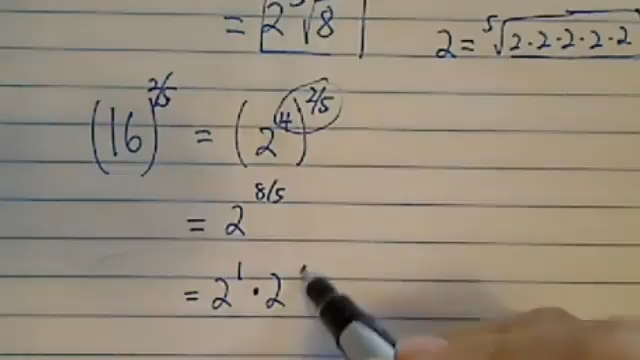 = 2 ⁵√8
2 = ⁵√2·2·2·2·2
(16)^2/5 = (2^4)^2/5
= 2^8/5
= 2^1 · 2